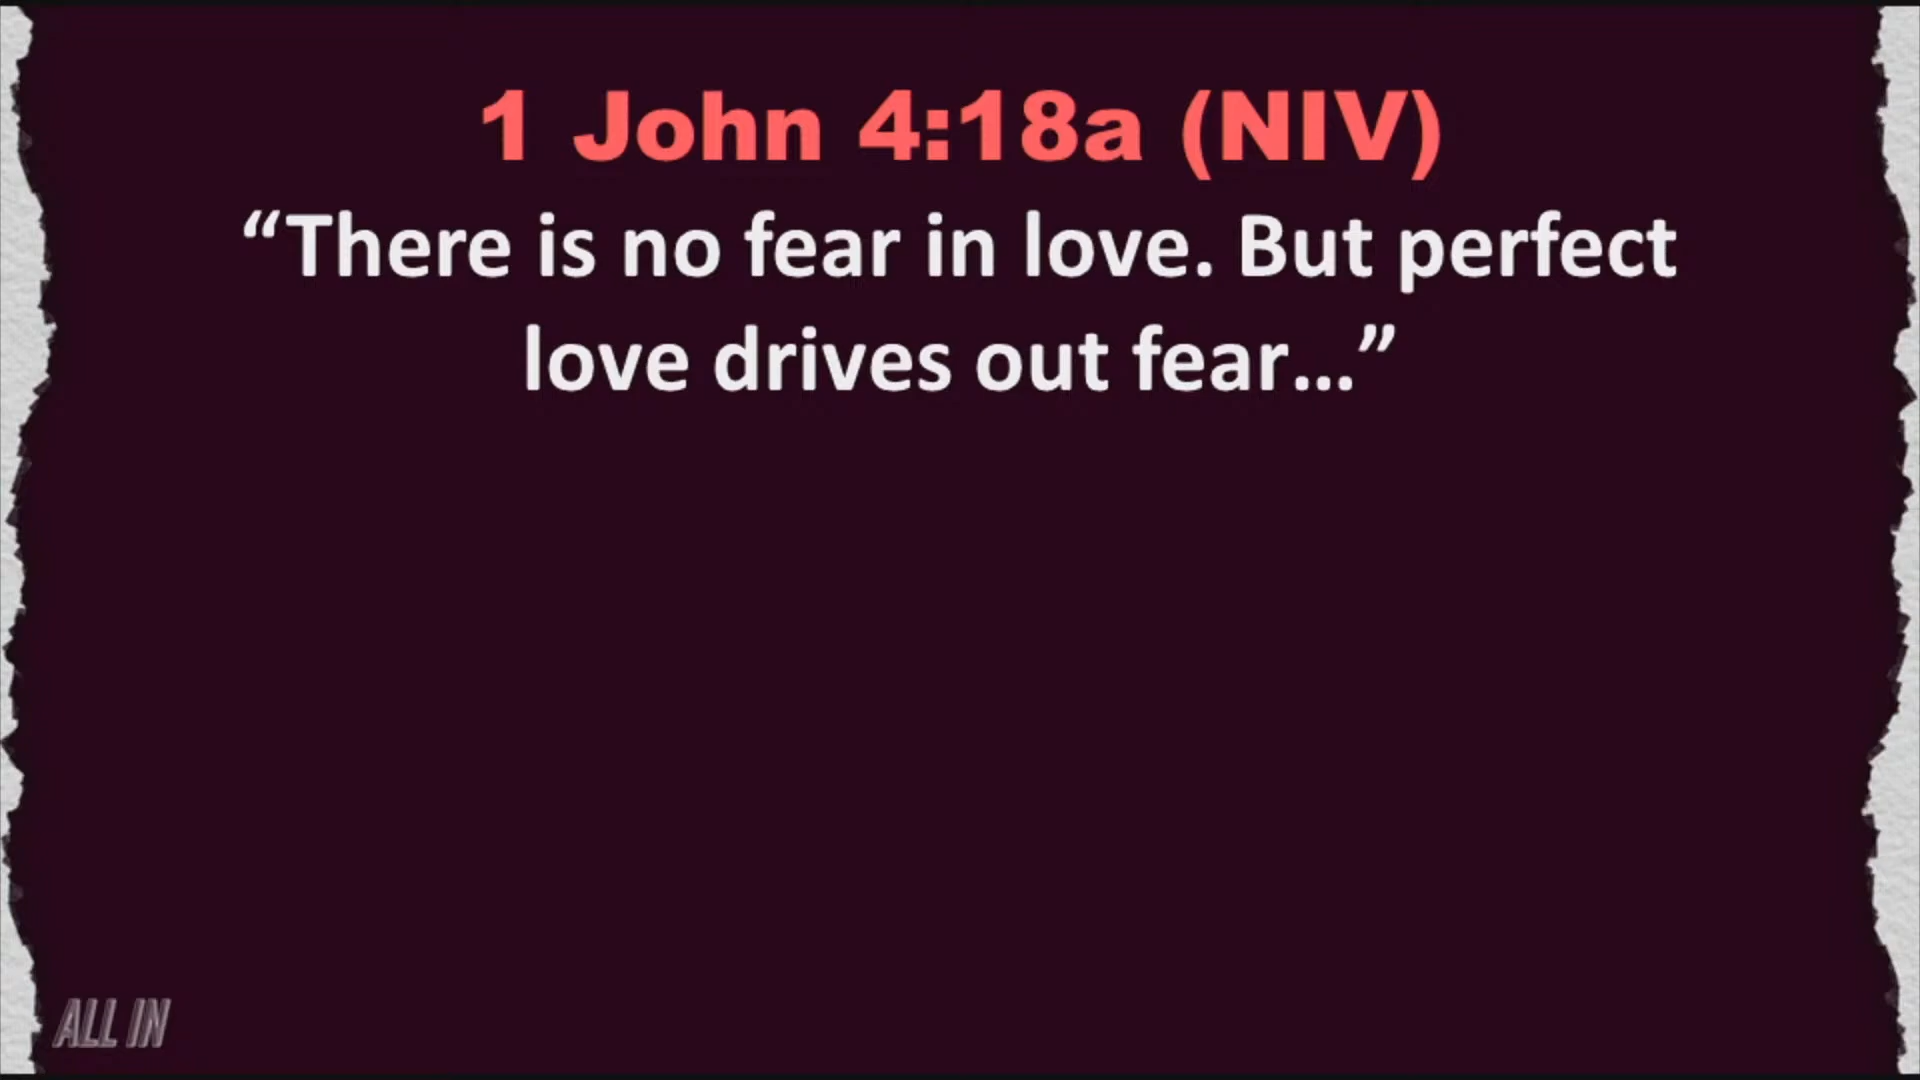 1 John 4:18a (NIV)
“There is no fear in love. But perfect
love drives out fear...”
ALL IN